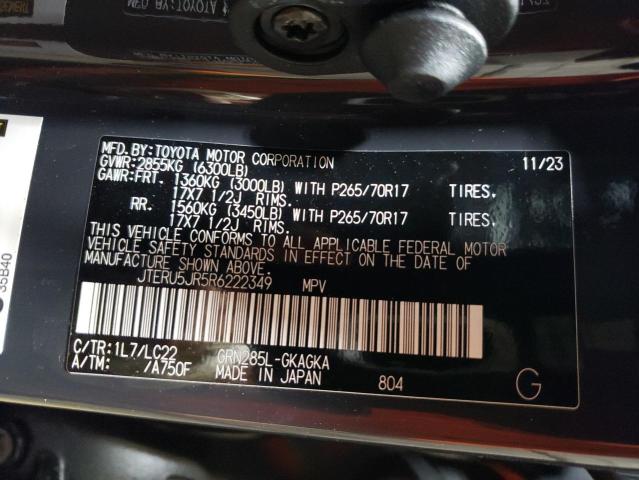 MFD.BY:TOYOTA MOTOR CORPORATION 11/23
GVWR:2855KG (6300LB)
GAWR:FRT. 1360KG (3000LB) WITH P265/70R17 TIRES.
17X7 1/2J RIMS.
RR. 1560KG (3450LB) WITH P265/70R17 TIRES.
17X7 1/2J RIMS.
THIS VEHICLE CONFORMS TO ALL APPLICABLE FEDERAL MOTOR
VEHICLE SAFETY STANDARDS IN EFFECT ON THE DATE OF
MANUFACTURE SHOWN ABOVE.
JTERU5JR5R6222349 MPV
C/TR:1L7/LC22 GRN285L-GKAGKA
A/TM: /A750F MADE IN JAPAN 804 G
35B40